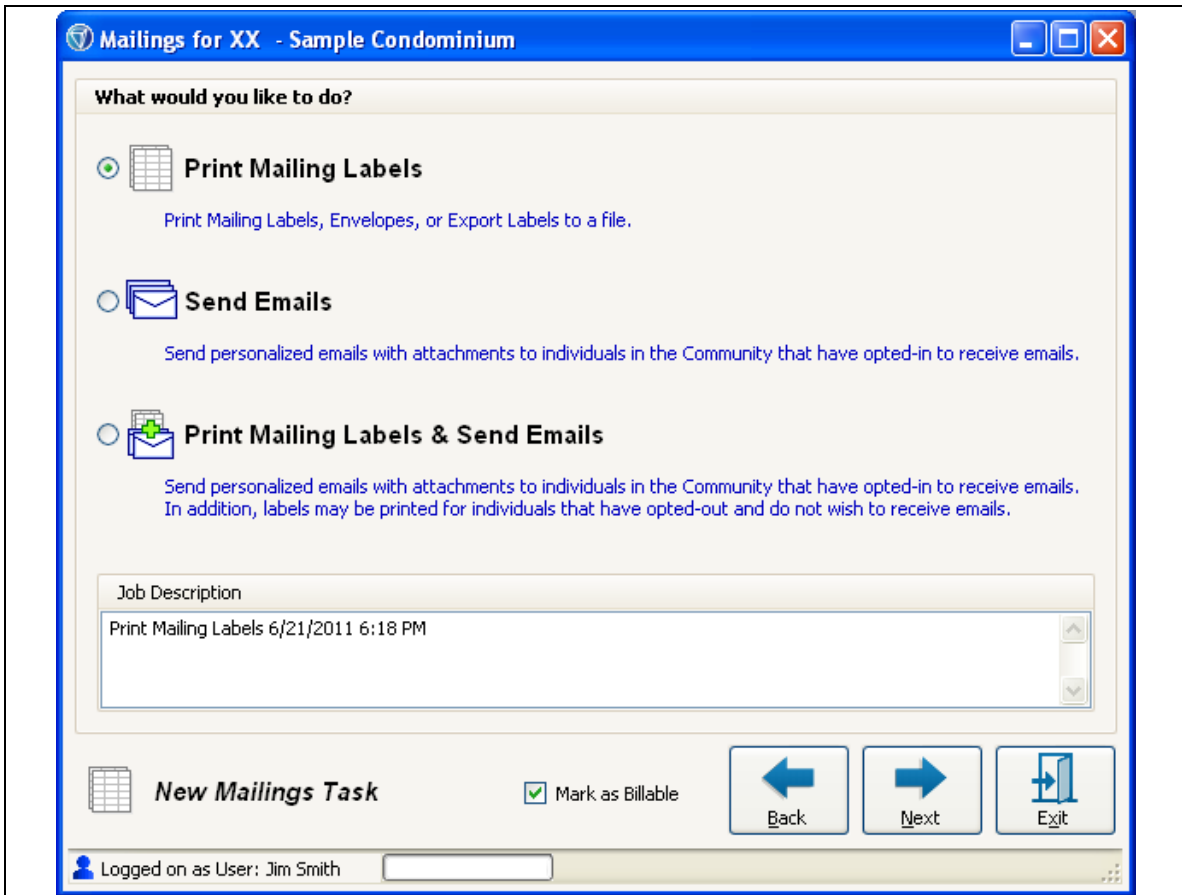 Mailings for XX - Sample Condominium
What would you like to do?
Print Mailing Labels
Print Mailing Labels, Envelopes, or Export Labels to a file.
Send Emails
Send personalized emails with attachments to individuals in the Community that have opted-in to receive emails.
Print Mailing Labels & Send Emails
Send personalized emails with attachments to individuals in the Community that have opted-in to receive emails.
In addition, labels may be printed for individuals that have opted-out and do not wish to receive emails.
Job Description
Print Mailing Labels 6/21/2011 6:18 PM
New Mailings Task
Mark as Billable
Back
Next
Exit
Logged on as User: Jim Smith